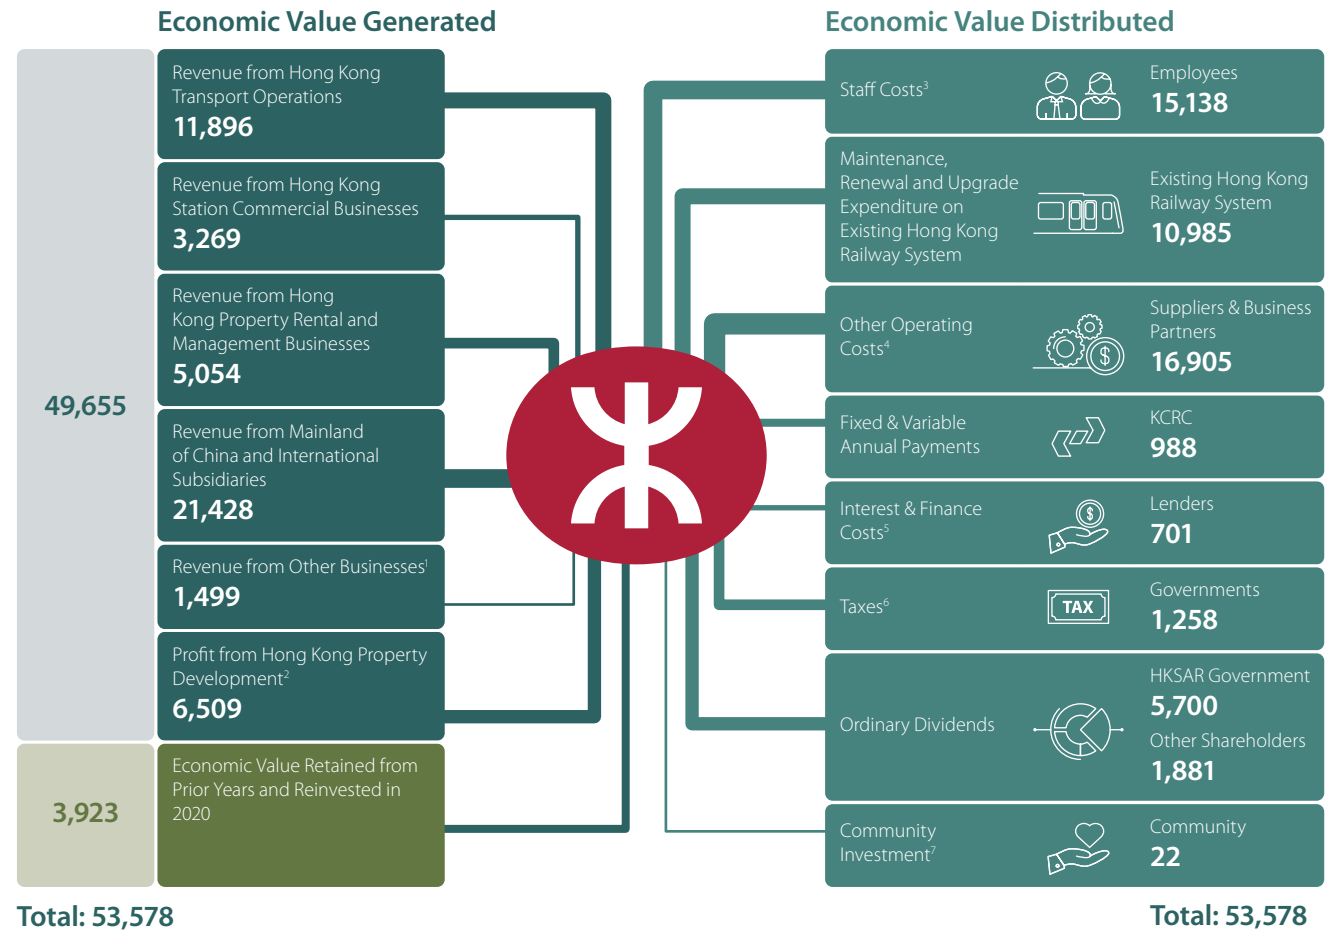 Economic Value Generated
49,655
Revenue from Hong Kong
Transport Operations
11,896
Revenue from Hong Kong
Station Commercial Businesses
3,269
Revenue from Hong
Kong Property Rental and
Management Businesses
5,054
Revenue from Mainland
of China and International
Subsidiaries
21,428
Revenue from Other Businesses1
1,499
Profit from Hong Kong Property
Development2
6,509
3,923
Economic Value Retained from
Prior Years and Reinvested in
2020
Total: 53,578
Economic Value Distributed
Staff Costs3
Employees
15,138
Maintenance,
Renewal and Upgrade
Expenditure on
Existing Hong Kong
Railway System
Existing Hong Kong
Railway System
10,985
Other Operating
Costs4
$
Suppliers & Business
Partners
16,905
Fixed & Variable
Annual Payments
KCRC
988
Interest & Finance
Costs5
$
Lenders
701
Taxes6
TAX
Governments
1,258
Ordinary Dividends
HKSAR Government
5,700
Other Shareholders
1,881
Community
Investment7
Community
22
Total: 53,578